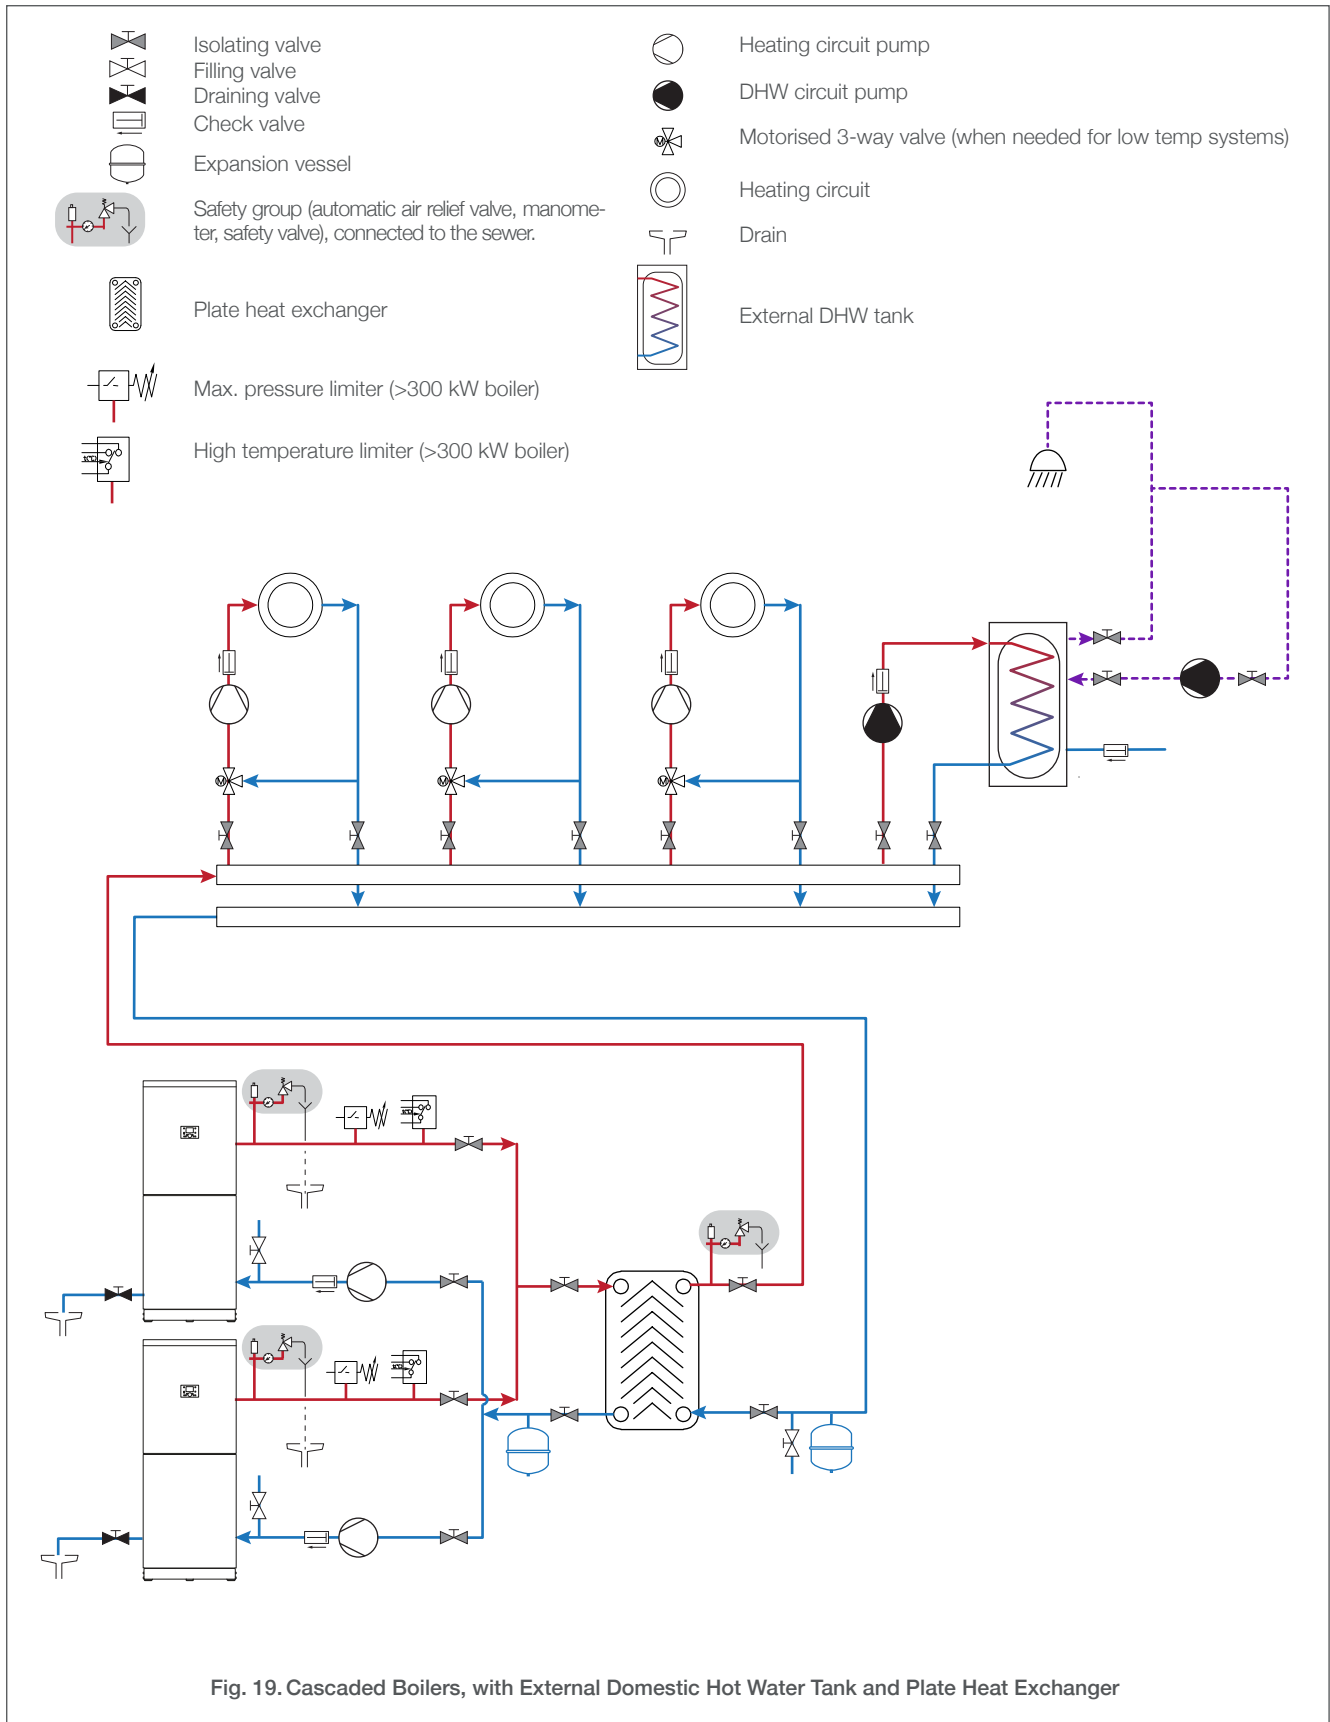 Isolating valve
Filling valve
Draining valve
Check valve
Expansion vessel
Safety group (automatic air relief valve, manome-
ter, safety valve), connected to the sewer.
Plate heat exchanger
Max. pressure limiter (>300 kW boiler)
High temperature limiter (>300 kW boiler)
Heating circuit pump
DHW circuit pump
M
Motorised 3-way valve (when needed for low temp systems)
Heating circuit
Drain
External DHW tank
M
M
M
Fig. 19. Cascaded Boilers, with External Domestic Hot Water Tank and Plate Heat Exchanger